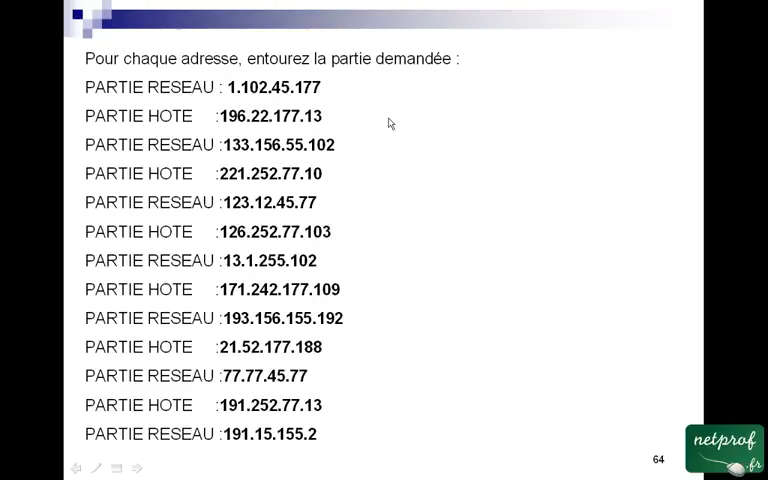 Pour chaque adresse, entourez la partie demandée :
PARTIE RESEAU : 1.102.45.177
PARTIE HOTE :196.22.177.13
PARTIE RESEAU :133.156.55.102
PARTIE HOTE :221.252.77.10
PARTIE RESEAU :123.12.45.77
PARTIE HOTE :126.252.77.103
PARTIE RESEAU :13.1.255.102
PARTIE HOTE :171.242.177.109
PARTIE RESEAU :193.156.155.192
PARTIE HOTE :21.52.177.188
PARTIE RESEAU :77.77.45.77
PARTIE HOTE :191.252.77.13
PARTIE RESEAU :191.15.155.2
64
netprof
.fr